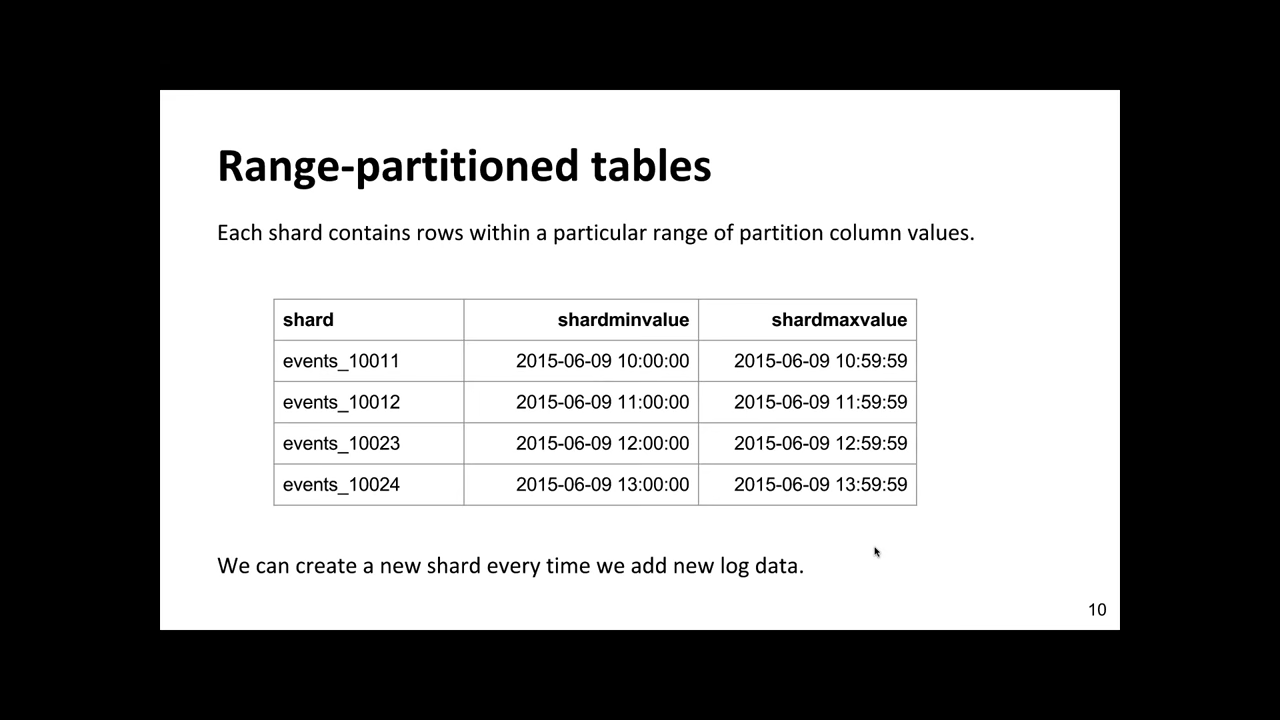 Range-partitioned tables
Each shard contains rows within a particular range of partition column values.
shard shardminvalue shardmaxvalue
events_10011 2015-06-09 10:00:00 2015-06-09 10:59:59
events_10012 2015-06-09 11:00:00 2015-06-09 11:59:59
events_10023 2015-06-09 12:00:00 2015-06-09 12:59:59
events_10024 2015-06-09 13:00:00 2015-06-09 13:59:59
We can create a new shard every time we add new log data.
10